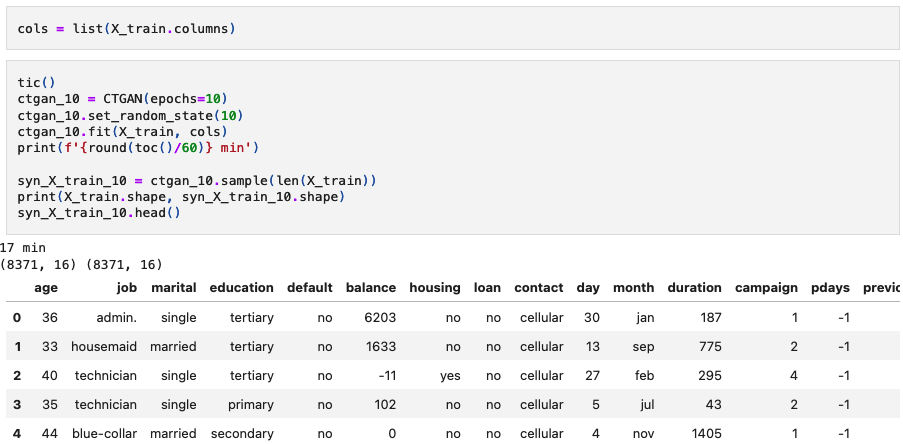 cols = list(X_train.columns)
tic()
ctgan_10 = CTGAN(epochs=10)
ctgan_10.set_random_state(10)
ctgan_10.fit(X_train, cols)
print(f'{round(toc()/60)} min')
syn_X_train_10 = ctgan_10.sample(len(X_train))
print(X_train.shape, syn_X_train_10.shape)
syn_X_train_10.head()
17 min
(8371, 16) (8371, 16)
age job marital education default balance housing loan contact day month duration campaign pdays previc
0 36 admin. single tertiary no 6203 no no cellular 30 jan 187 1 -1
1 33 housemaid married tertiary no 1633 no no cellular 13 sep 775 2 -1
2 40 technician single tertiary no -11 yes no cellular 27 feb 295 4 -1
3 35 technician single primary no 102 no no cellular 5 jul 43 2 -1
4 44 blue-collar married secondary no 0 no no cellular 4 nov 1405 1 -1